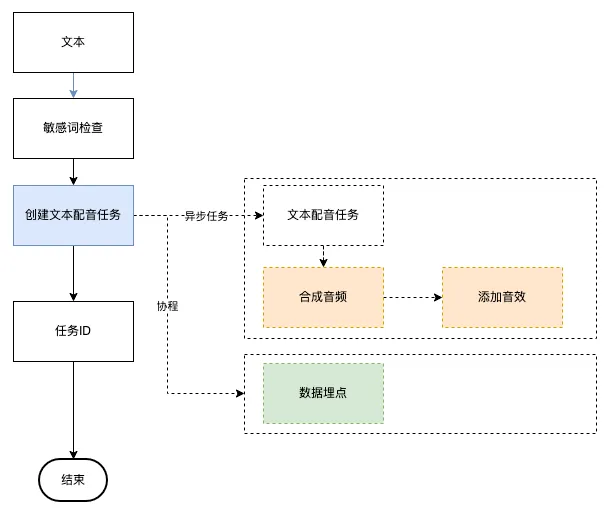 文本
敏感词检查
创建文本配音任务
异步任务
文本配音任务
合成音频
添加音效
协程
任务ID
数据埋点
结束